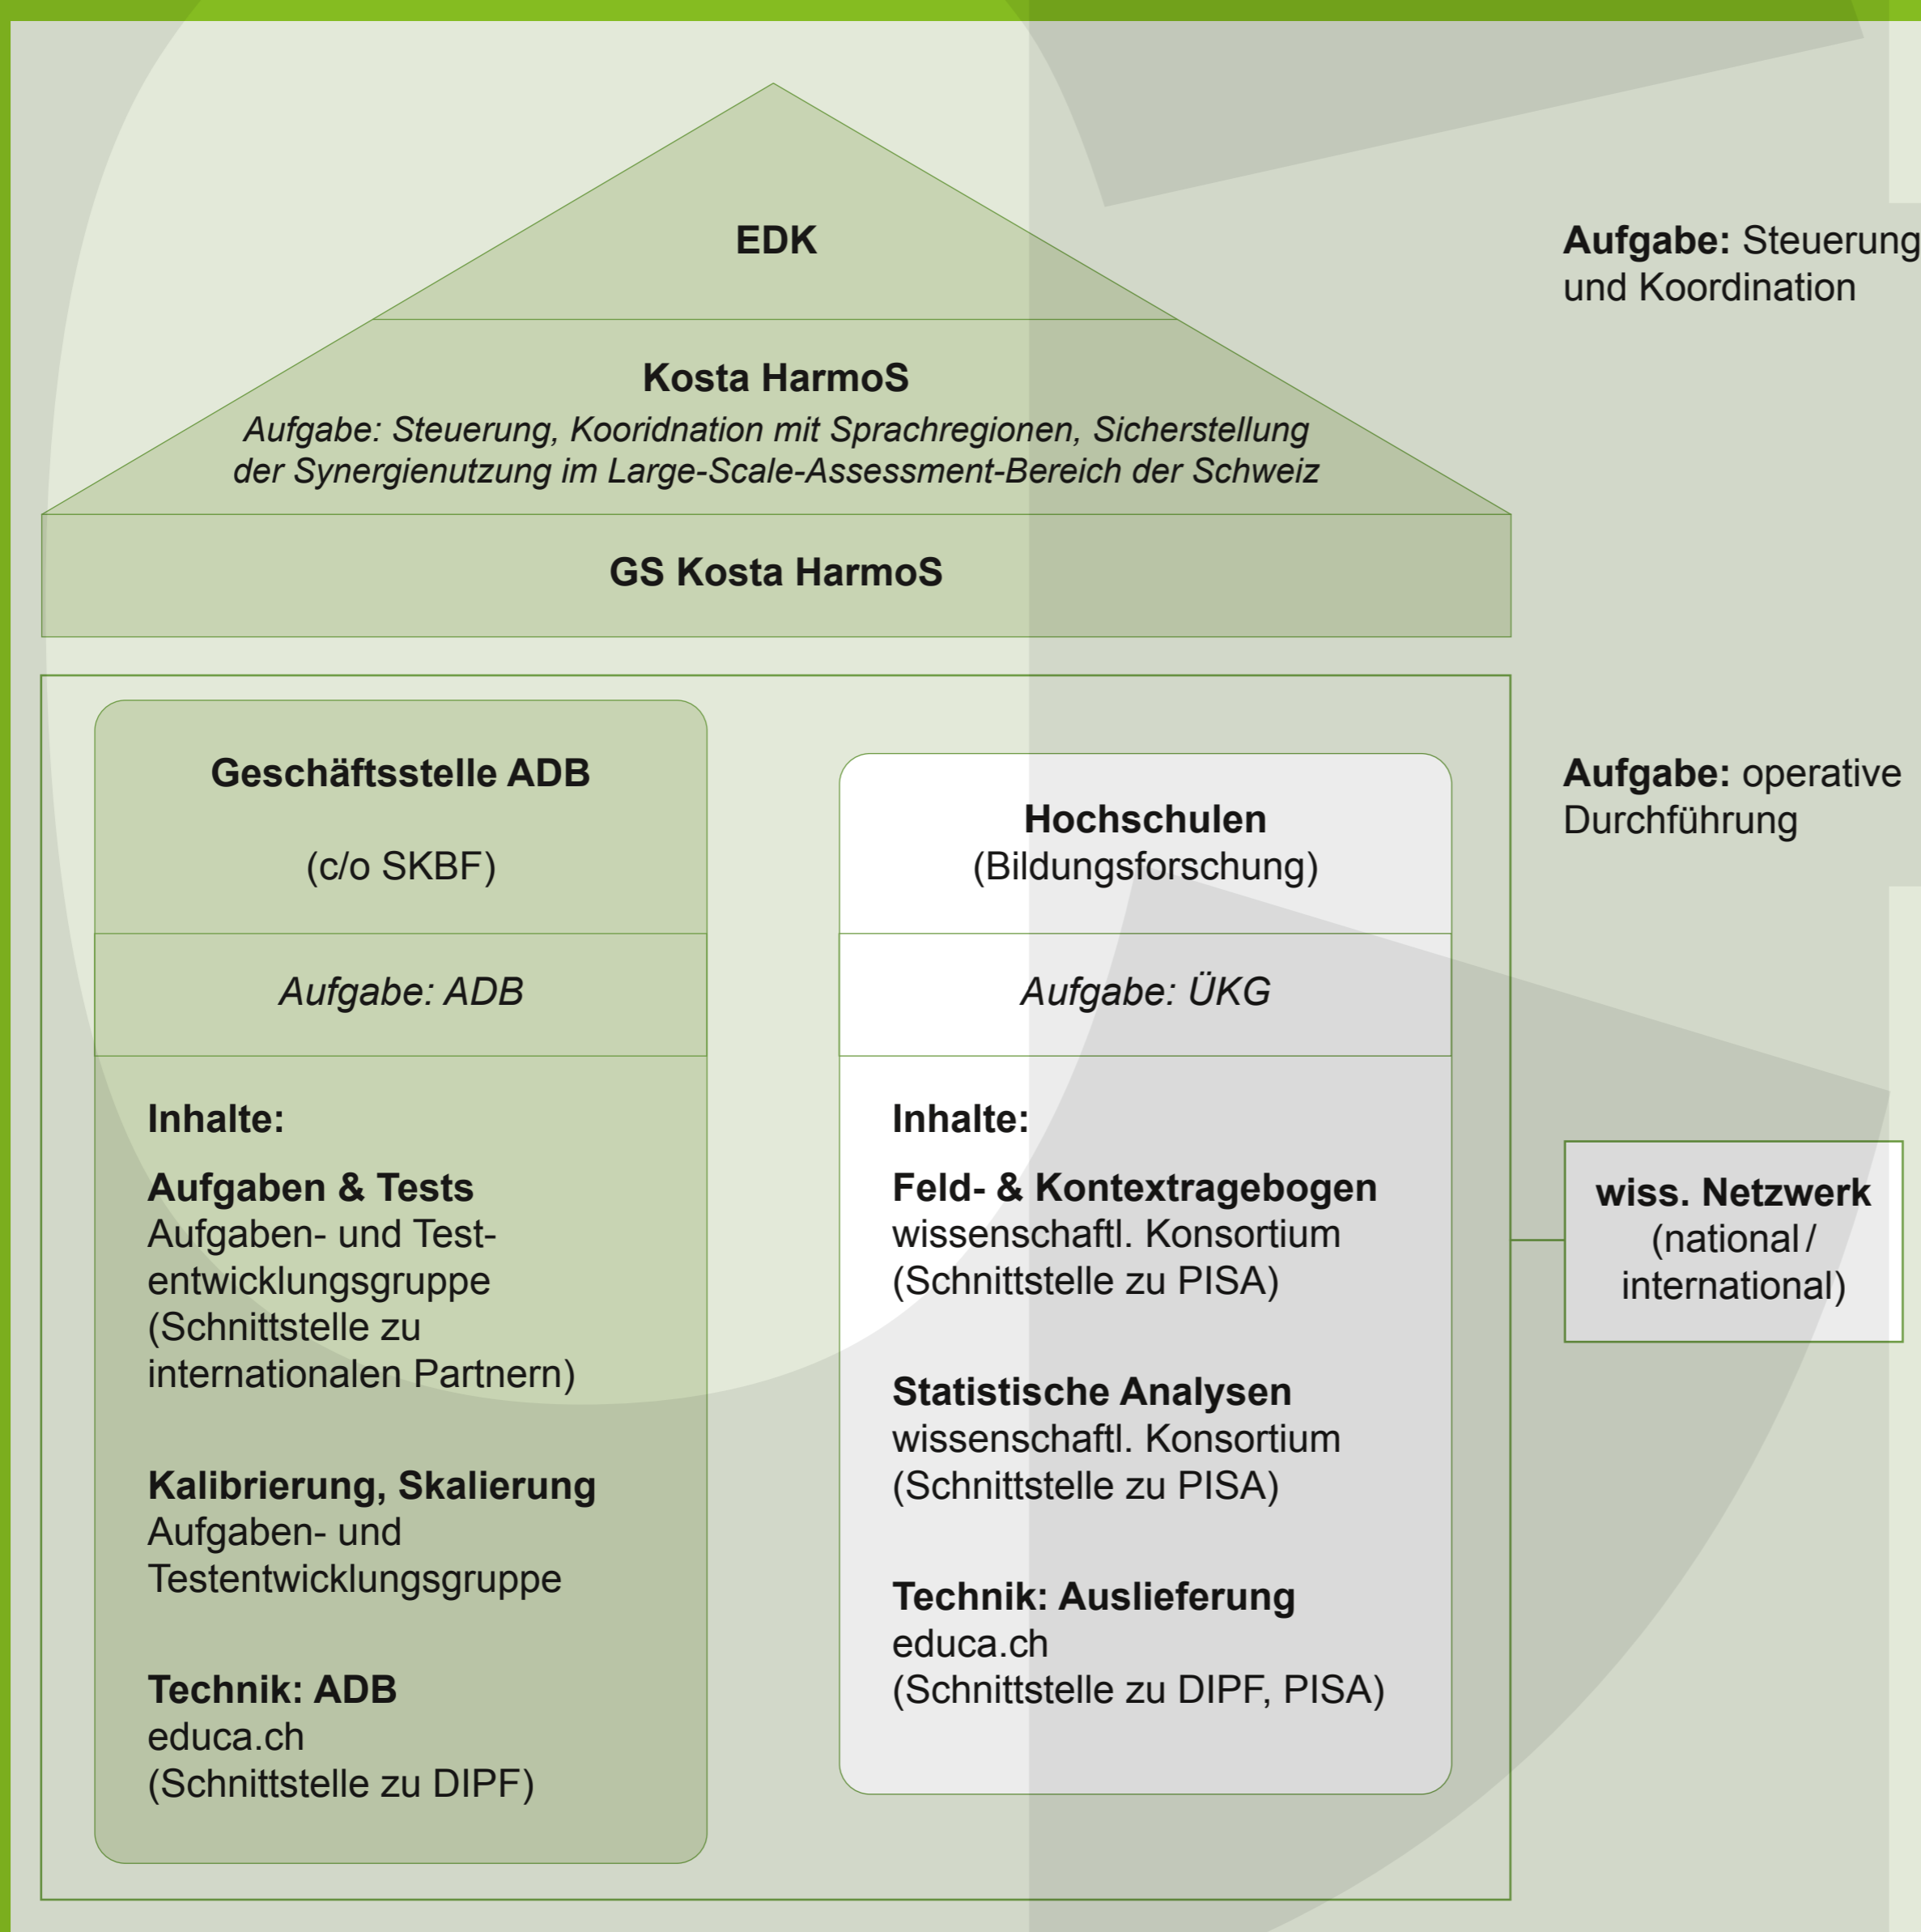 EDK
Aufgabe: Steuerung
und Koordination
Kosta HarmoS
Aufgabe: Steuerung, Kooridnation mit Sprachregionen, Sicherstellung
der Synergienutzung im Large-Scale-Assessment-Bereich der Schweiz
GS Kosta HarmoS
Geschäftsstelle ADB
(c/o SKBF)
Aufgabe: ADB
Inhalte:
Aufgaben & Tests
Aufgaben- und Test-
entwicklungsgruppe
(Schnittstelle zu
internationalen Partnern)
Kalibrierung, Skalierung
Aufgaben- und
Testentwicklungsgruppe
Technik: ADB
educa.ch
(Schnittstelle zu DIPF)
Hochschulen
(Bildungsforschung)
Aufgabe: ÜKG
Inhalte:
Feld- & Kontextragebogen
wissenschaftl. Konsortium
(Schnittstelle zu PISA)
Statistische Analysen
wissenschaftl. Konsortium
(Schnittstelle zu PISA)
Technik: Auslieferung
educa.ch
(Schnittstelle zu DIPF, PISA)
Aufgabe: operative
Durchführung
wiss. Netzwerk
(national /
international)